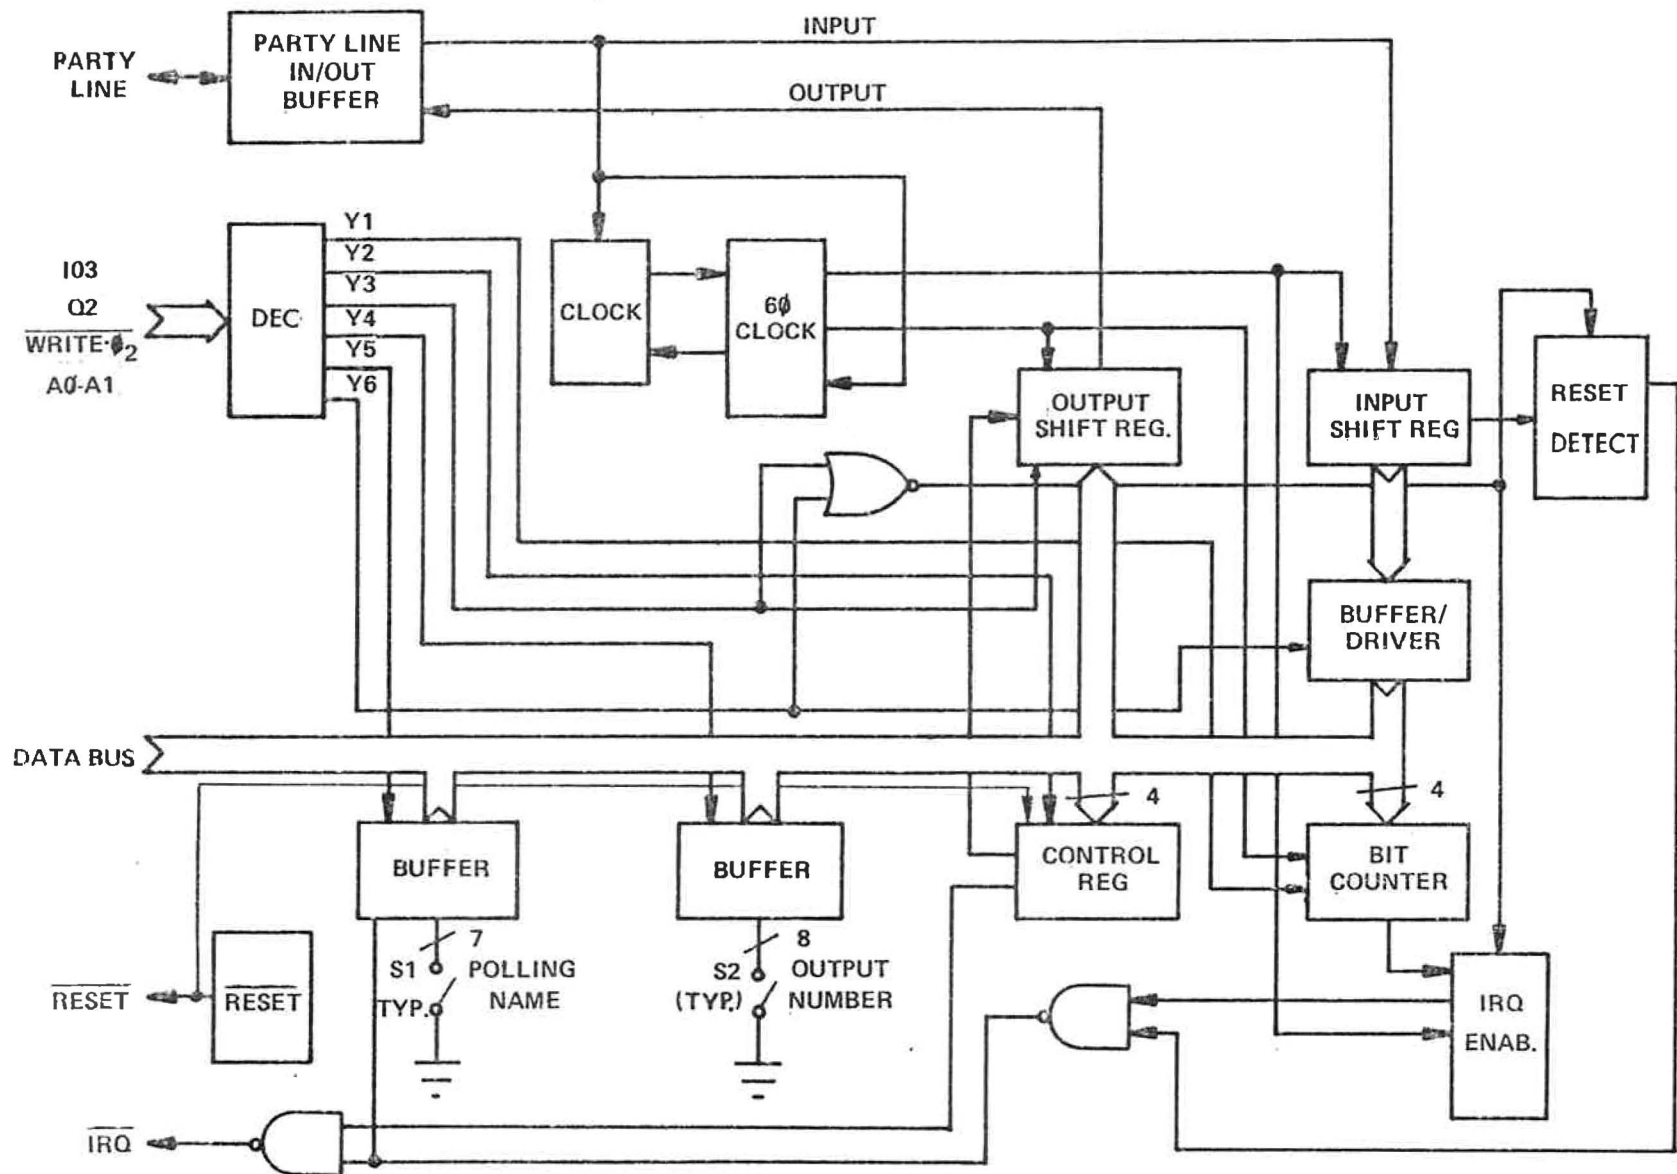 PARTY LINE
PARTY LINE
IN/OUT
BUFFER
INPUT
OUTPUT
I03
Q2
WRITE·ϕ2
A0-A1
DEC
Y1
Y2
Y3
Y4
Y5
Y6
CLOCK
6ϕ
CLOCK
OUTPUT
SHIFT REG.
INPUT
SHIFT REG
RESET
DETECT
BUFFER/
DRIVER
DATA BUS
4
4
BUFFER
BUFFER
CONTROL
REG
BIT
COUNTER
7
S1
TYP.
POLLING
NAME
8
S2
(TYP.)
OUTPUT
NUMBER
RESET
RESET
IRQ
ENAB.
IRQ